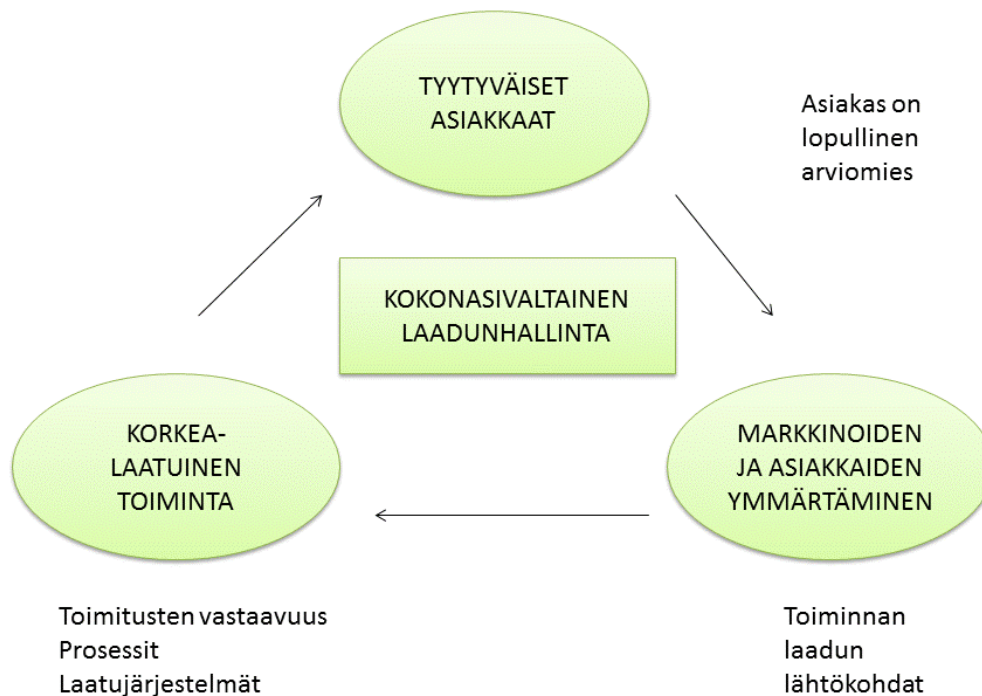 TYYTYVÄISET
ASIAKKAAT
Asiakas on
lopullinen
arviomies
KOKONASIVALTAINEN
LAADUNHALLINTA
KORKEA-
LAATUINEN
TOIMINTA
MARKKINOIDEN
JA ASIAKKAIDEN
YMMÄRTÄMINEN
Toimitusten vastaavuus
Prosessit
Laatujärjestelmät
Toiminnan
laadun
lähtökohdat